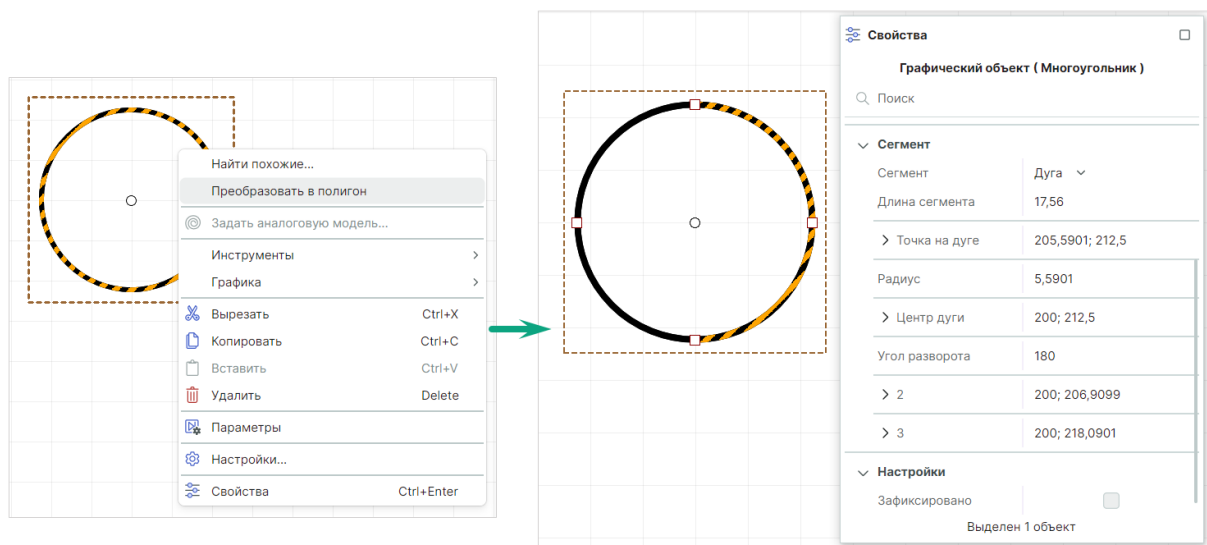 Найти похожие...
Преобразовать в полигон
Задать аналоговую модель...
Инструменты
Графика
Вырезать Ctrl+X
Копировать Ctrl+C
Вставить Ctrl+V
Удалить Delete
Параметры
Настройки...
Свойства Ctrl+Enter
Свойства
Графический объект ( Многоугольник )
Поиск
Сегмент
Сегмент Дуга
Длина сегмента 17,56
Точка на дуге 205,5901; 212,5
Радиус 5,5901
Центр дуги 200; 212,5
Угол разворота 180
2 200; 206,9099
3 200; 218,0901
Настройки
Зафиксировано
Выделен 1 объект